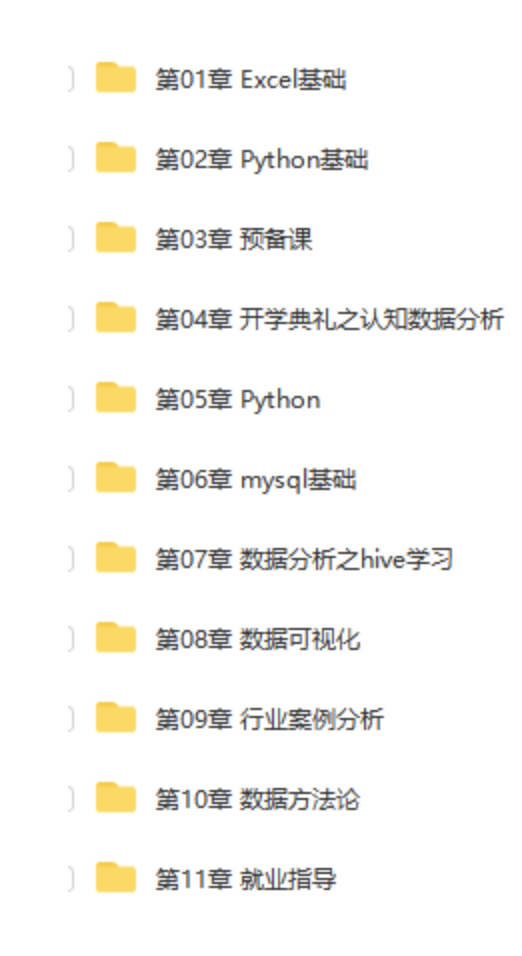 第01章 Excel基础
第02章 Python基础
第03章 预备课
第04章 开学典礼之认知数据分析
第05章 Python
第06章 mysql基础
第07章 数据分析之hive学习
第08章 数据可视化
第09章 行业案例分析
第10章 数据方法论
第11章 就业指导